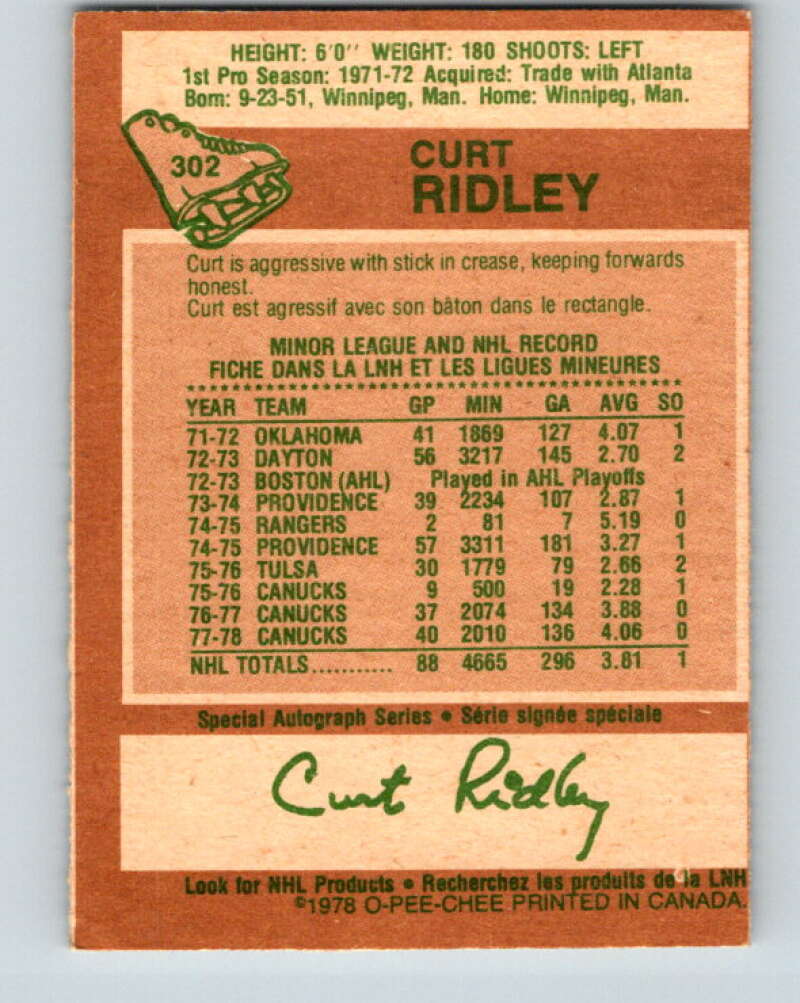 HEIGHT: 6'0'' WEIGHT: 180 SHOOTS: LEFT
1st Pro Season: 1971-72 Acquired: Trade with Atlanta
Born: 9-23-51, Winnipeg, Man. Home: Winnipeg, Man.
302
CURT
RIDLEY
Curt is aggressive with stick in crease, keeping forwards
honest.
Curt est agressif avec son bâton dans le rectangle.
MINOR LEAGUE AND NHL RECORD
FICHE DANS LA LNH ET LES LIGUES MINEURES
YEAR TEAM GP MIN GA AVG SO
71-72 OKLAHOMA 41 1869 127 4.07 1
72-73 DAYTON 56 3217 145 2.70 2
72-73 BOSTON (AHL) Played in AHL Playoffs
73-74 PROVIDENCE 39 2234 107 2.87 1
74-75 RANGERS 2 81 7 5.19 0
74-75 PROVIDENCE 57 3311 181 3.27 1
75-76 TULSA 30 1779 79 2.66 2
75-76 CANUCKS 9 500 19 2.28 1
76-77 CANUCKS 37 2074 134 3.88 0
77-78 CANUCKS 40 2010 136 4.06 0
NHL TOTALS........... 88 4665 296 3.81 1
Special Autograph Series • Série signée spéciale
Curt Ridley
Look for NHL Products • Recherchez les produits de la LNH
©1978 O-PEE-CHEE PRINTED IN CANADA.